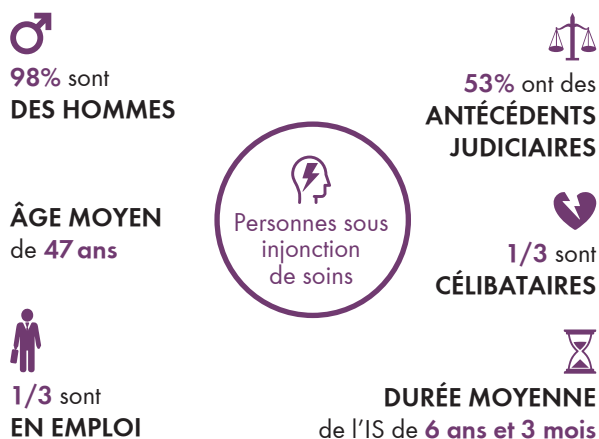 98% sont
DES HOMMES
ÂGE MOYEN
de 47 ans
1/3 sont
EN EMPLOI
Personnes sous
injonction
de soins
53% ont des
ANTÉCÉDENTS
JUDICIAIRES
1/3 sont
CÉLIBATAIRES
DURÉE MOYENNE
de l’IS de 6 ans et 3 mois